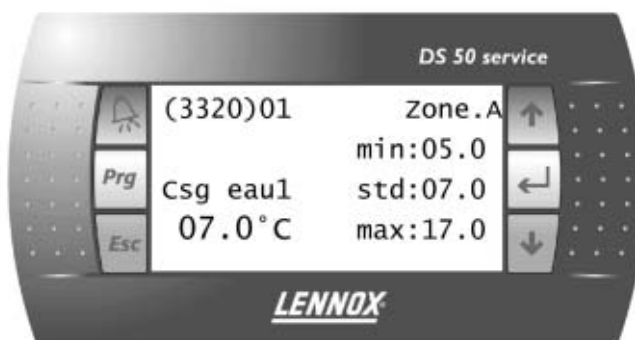 DS 50 service
(3320)01 Zone.A
min:05.0
Prg
Csg eau1 std:07.0
07.0°C max:17.0
Esc
LENNOX